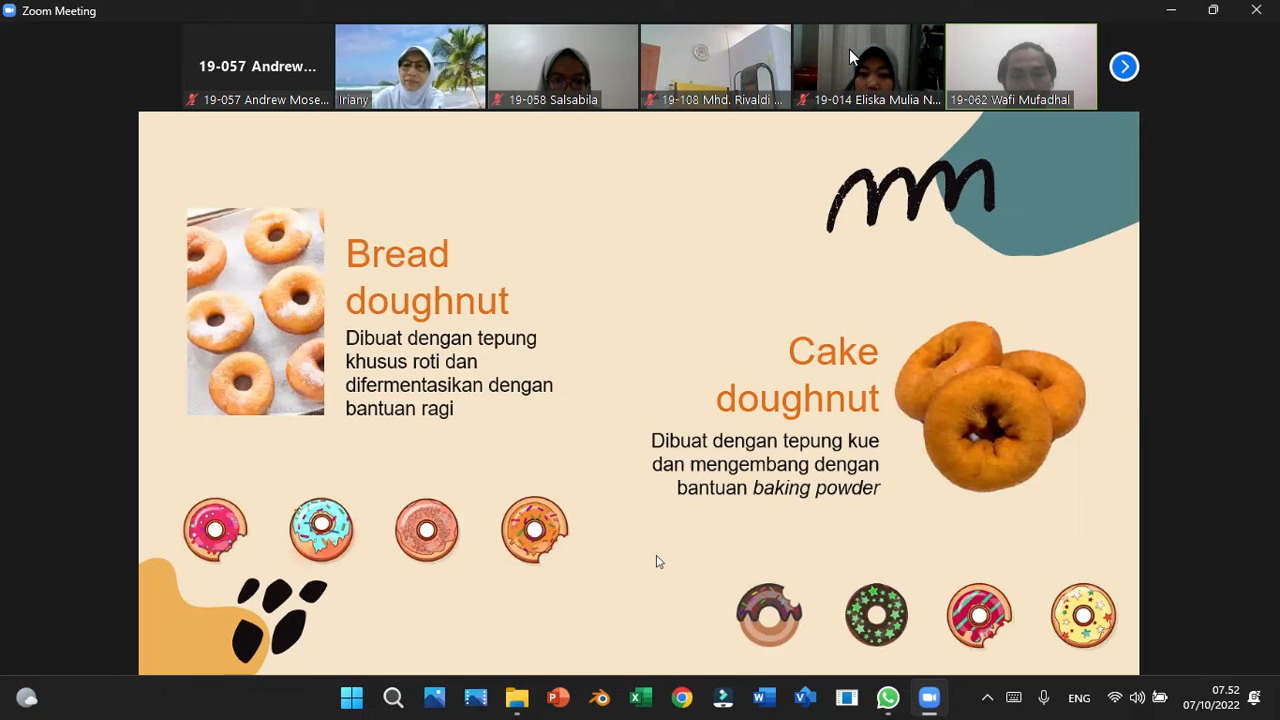 Zoom Meeting
19-057 Andrew...
19-057 Andrew Mose...
Iriany
19-058 Salsabila
19-108 Mhd. Rivaldi ...
19-014 Eliska Mulia N...
19-062 Wafi Mufadhal
Bread
doughnut
Dibuat dengan tepung
khusus roti dan
difermentasikan dengan
bantuan ragi
Cake
doughnut
Dibuat dengan tepung kue
dan mengembang dengan
bantuan baking powder
ENG
07.52
07/10/2022